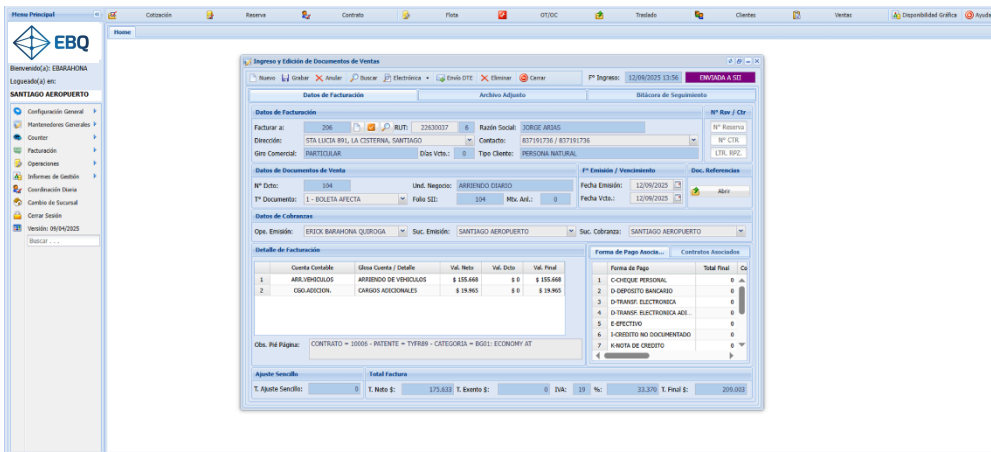 Menu Principal
Cotización Reserva Contrato Flota OT/OC Traslado Clientes Ventas Disponibilidad Gráfica Ayuda
Home
EBQ
Bienvenido(a): EBARAHONA
Logueado(a) en:
SANTIAGO AEROPUERTO
Configuración General
Mantenedores Generales
Counter
Facturación
Operaciones
Informes de Gestión
Coordinación Diaria
Cambio de Sucursal
Cerrar Sesión
Versión: 09/04/2025
Buscar . . .
Ingreso y Edición de Documentos de Ventas
Nuevo Grabar Anular Buscar Electrónica Envío DTE Eliminar Cerrar Fº Ingreso: 12/09/2025 13:56 ENVIADA A SII
Datos de Facturación Archivo Adjunto Bitácora de Seguimiento
Datos de Facturación Nº Rsv / Ctr
Facturar a: 206 RUT: 22630037 6 Razón Social: JORGE ARIAS Nº Reserva
Dirección: STA LUCIA 891, LA CISTERNA, SANTIAGO Contacto: 837191736 / 837191736 Nº CTR
Giro Comercial: PARTICULAR Días Vcto.: 0 Tipo Cliente: PERSONA NATURAL LTR. RPZ.
Datos de Documentos de Venta Fº Emisión / Vencimiento Doc. Referencias
Nº Dcto: 104 Und. Negocio: ARRIENDO DIARIO Fecha Emisión: 12/09/2025 Abrir
Tº Documento: 1 - BOLETA AFECTA Folio SII: 104 Mtv. Anl.: 0 Fecha Vcto.: 12/09/2025
Datos de Cobranzas
Ope. Emisión: ERICK BARAHONA QUIROGA Suc. Emisión: SANTIAGO AEROPUERTO Suc. Cobranza: SANTIAGO AEROPUERTO
Detalle de Facturación Forma de Pago Asocia... Contratos Asociados
Cuenta Contable Glosa Cuenta / Detalle Val. Neto Val. Dcto Val. Final
1 ARR.VEHICULOS ARRIENDO DE VEHICULOS $ 155.668 $ 0 $ 155.668
2 CGO.ADICION. CARGOS ADICIONALES $ 19.965 $ 0 $ 19.965
Forma de Pago Total Final Co
1 C-CHEQUE PERSONAL 0
2 D-DEPOSITO BANCARIO 0
3 D-TRANSF. ELECTRONICA 0
4 D-TRANSF. ELECTRONICA ADI... 0
5 E-EFECTIVO 0
6 I-CREDITO NO DOCUMENTADO 0
7 K-NOTA DE CREDITO 0
Obs. Pié Página: CONTRATO = 10006 - PATENTE = TYFR89 - CATEGORIA = BG01: ECONOMY AT
Ajuste Sencillo Total Factura
T. Ajuste Sencillo: 0 T. Neto $: 175.633 T. Exento $: 0 IVA: 19 %: 33.370 T. Final $: 209.003